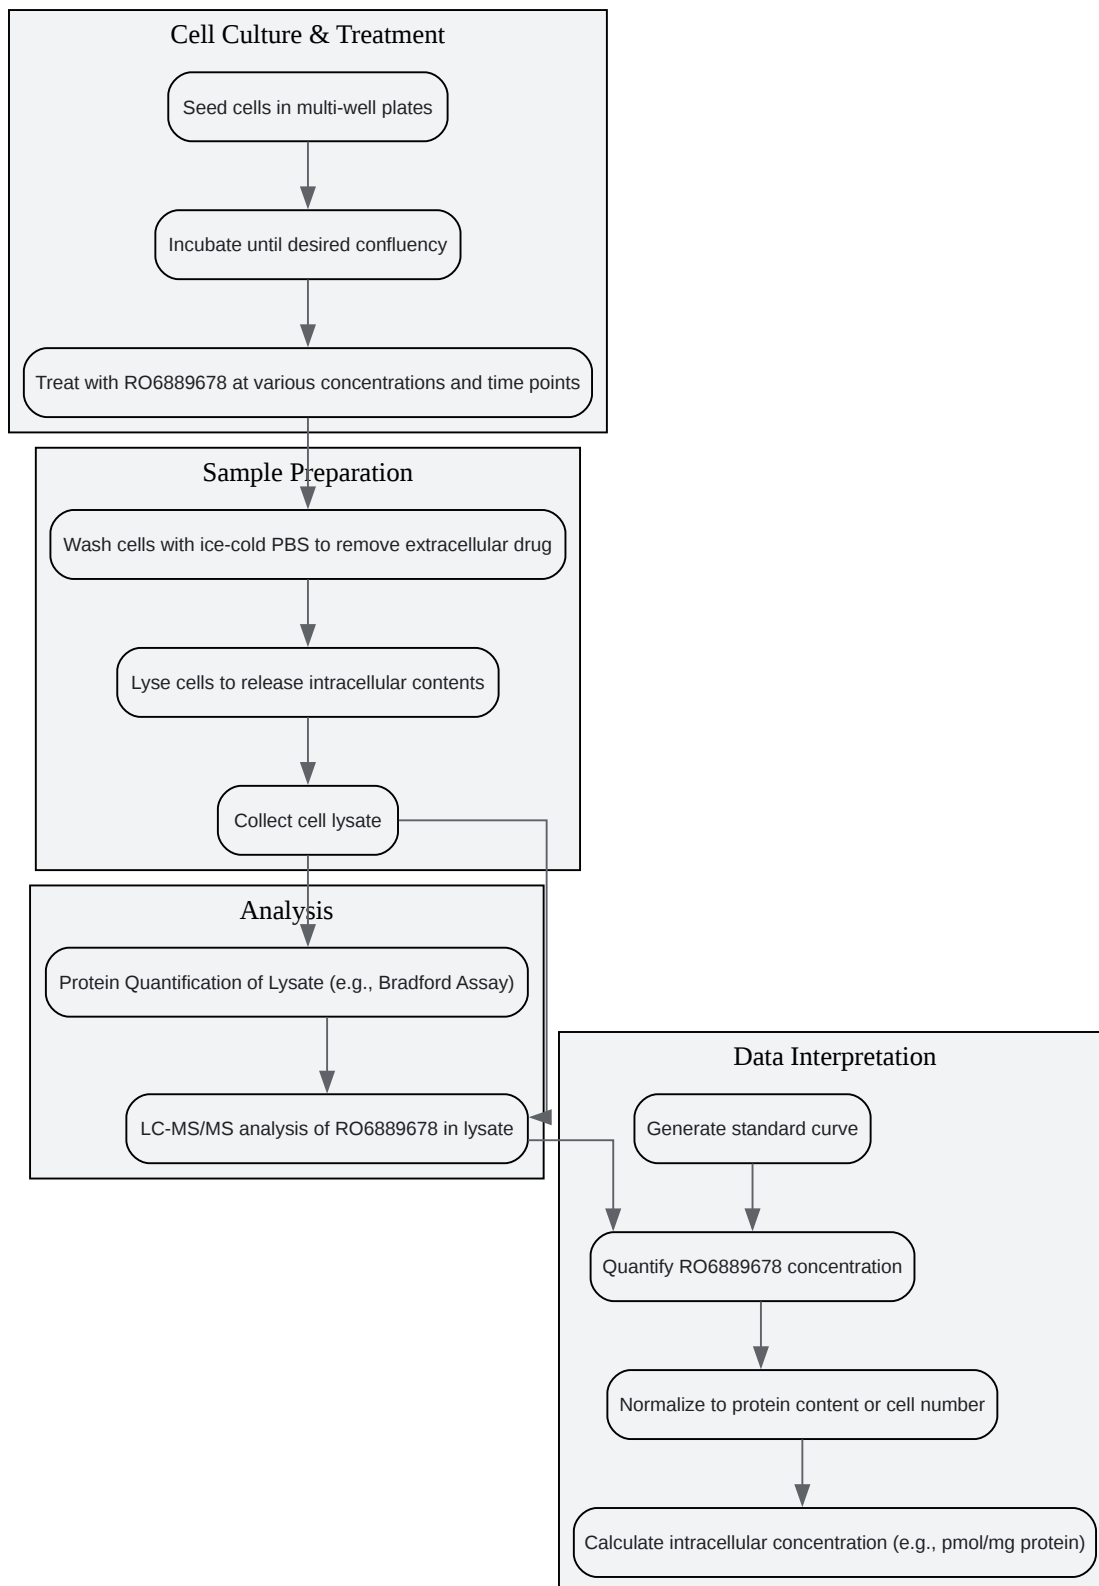 Cell Culture & Treatment
Seed cells in multi-well plates
Incubate until desired confluency
Treat with RO6889678 at various concentrations and time points
Sample Preparation
Wash cells with ice-cold PBS to remove extracellular drug
Lyse cells to release intracellular contents
Collect cell lysate
Analysis
Protein Quantification of Lysate (e.g., Bradford Assay)
LC-MS/MS analysis of RO6889678 in lysate
Data Interpretation
Generate standard curve
Quantify RO6889678 concentration
Normalize to protein content or cell number
Calculate intracellular concentration (e.g., pmol/mg protein)